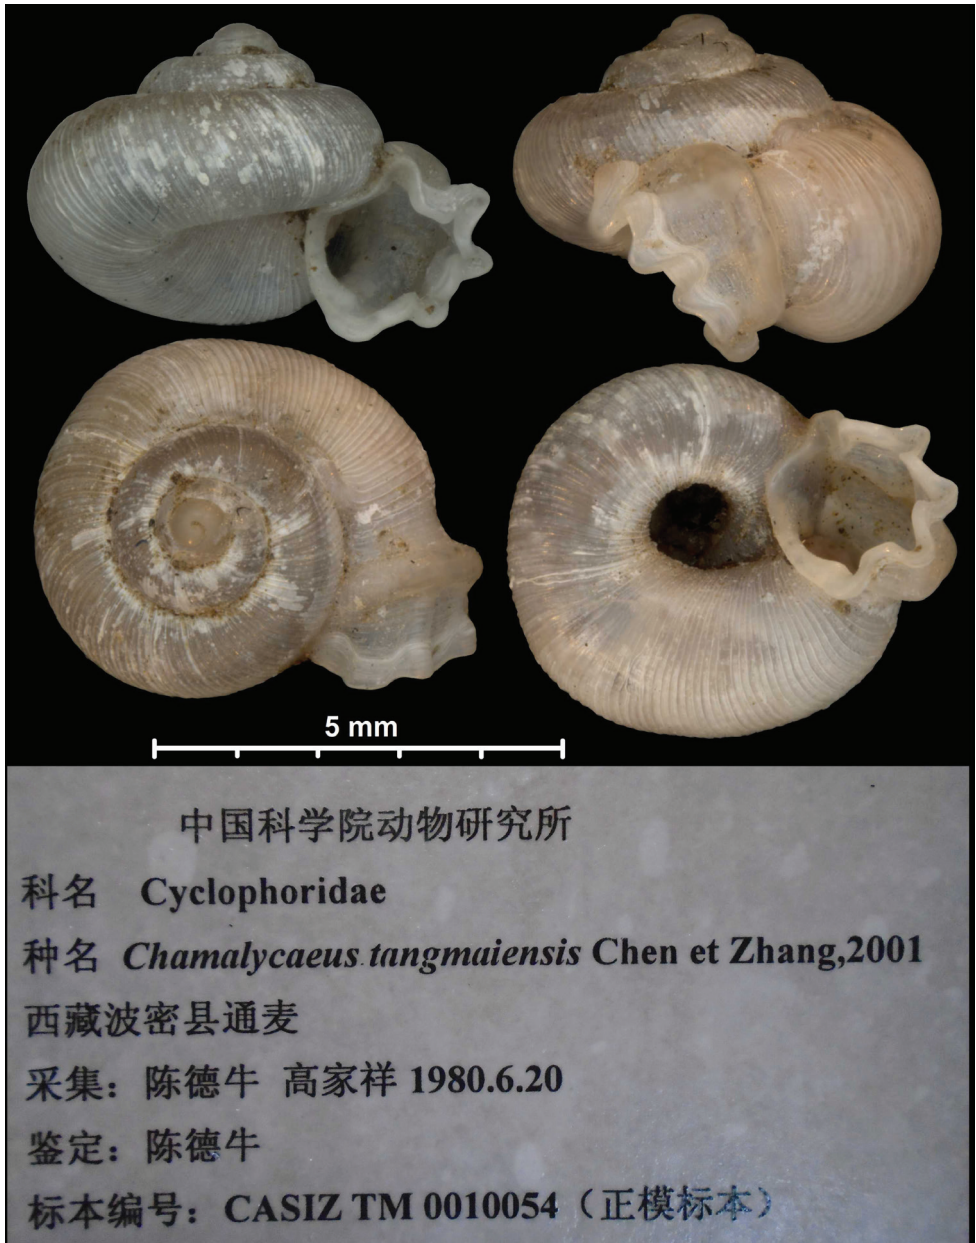 5 mm
中国科学院动物研究所
科名 Cyclophoridae
种名 Chamalycaeus tangmaiensis Chen et Zhang,2001
西藏波密县通麦
采集：陈德牛 高家祥 1980.6.20
鉴定：陈德牛
标本编号：CASIZ TM 0010054（正模标本）